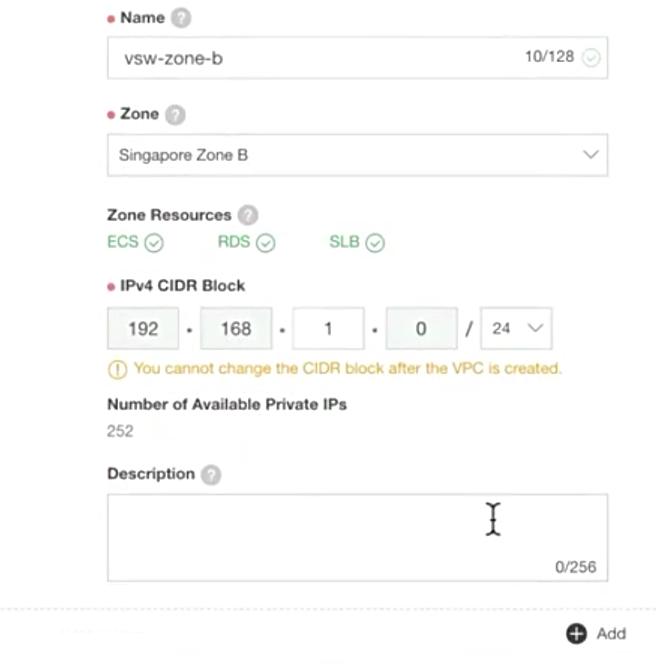 Name ?
vsw-zone-b 10/128
Zone ?
Singapore Zone B
Zone Resources ?
ECS RDS SLB
IPv4 CIDR Block
192 . 168 . 1 . 0 / 24
You cannot change the CIDR block after the VPC is created.
Number of Available Private IPs
252
Description ?
0/256
Add